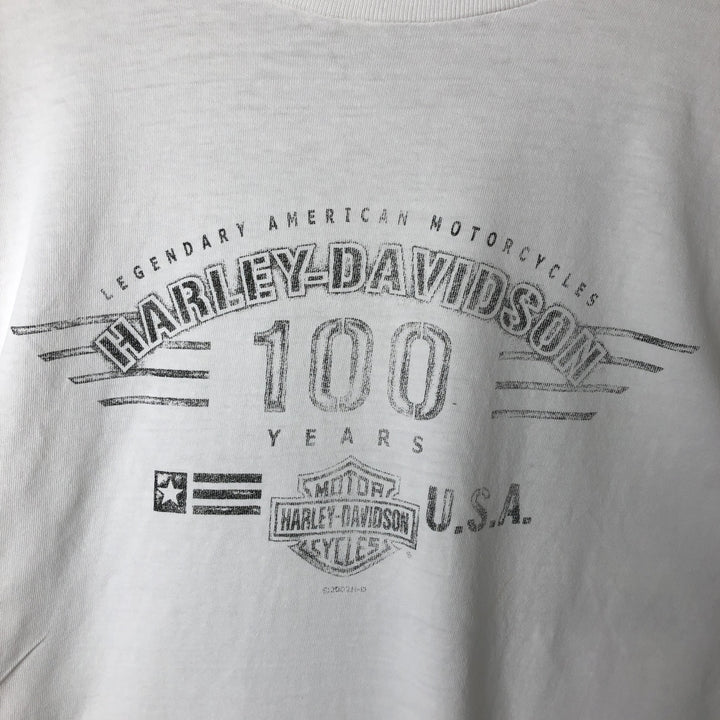 LEGENDARY AMERICAN MOTORCYCLES
HARLEY-DAVIDSON
100
YEARS
MOTOR
HARLEY-DAVIDSON
CYCLES
U.S.A.